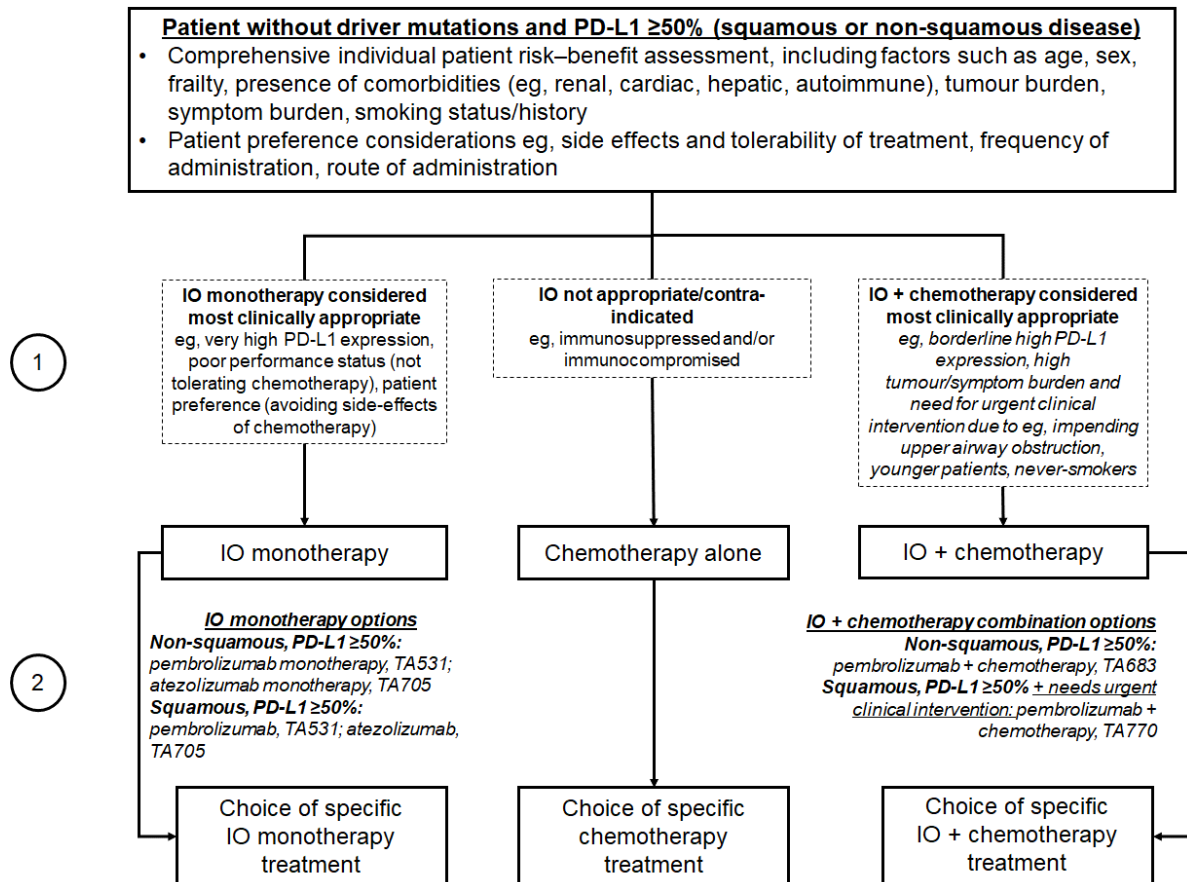 Patient without driver mutations and PD-L1 ≥50% (squamous or non-squamous disease)
• Comprehensive individual patient risk–benefit assessment, including factors such as age, sex,
frailty, presence of comorbidities (eg, renal, cardiac, hepatic, autoimmune), tumour burden,
symptom burden, smoking status/history
• Patient preference considerations eg, side effects and tolerability of treatment, frequency of
administration, route of administration
1
IO monotherapy considered
most clinically appropriate
eg, very high PD-L1 expression,
poor performance status (not
tolerating chemotherapy), patient
preference (avoiding side-effects
of chemotherapy)
IO not appropriate/contra-
indicated
eg, immunosuppressed and/or
immunocompromised
IO + chemotherapy considered
most clinically appropriate
eg, borderline high PD-L1
expression, high
tumour/symptom burden and
need for urgent clinical
intervention due to eg, impending
upper airway obstruction,
younger patients, never-smokers
IO monotherapy
Chemotherapy alone
IO + chemotherapy
2
IO monotherapy options
Non-squamous, PD-L1 ≥50%:
pembrolizumab monotherapy, TA531;
atezolizumab monotherapy, TA705
Squamous, PD-L1 ≥50%:
pembrolizumab, TA531; atezolizumab,
TA705
IO + chemotherapy combination options
Non-squamous, PD-L1 ≥50%:
pembrolizumab + chemotherapy, TA683
Squamous, PD-L1 ≥50% + needs urgent
clinical intervention: pembrolizumab +
chemotherapy, TA770
Choice of specific
IO monotherapy
treatment
Choice of specific
chemotherapy
treatment
Choice of specific
IO + chemotherapy
treatment